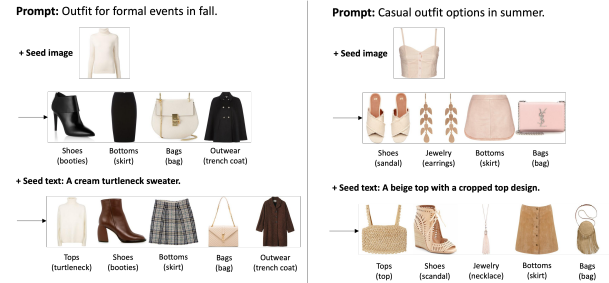 Prompt: Outfit for formal events in fall.
+ Seed image
Shoes
(booties)
Bottoms
(skirt)
Bags
(bag)
Outwear
(trench coat)
+ Seed text: A cream turtleneck sweater.
Tops
(turtleneck)
Shoes
(booties)
Bottoms
(skirt)
Bags
(bag)
Outwear
(trench coat)
Prompt: Casual outfit options in summer.
+ Seed image
Shoes
(sandal)
Jewelry
(earrings)
Bottoms
(skirt)
Bags
(bag)
+ Seed text: A beige top with a cropped top design.
Tops
(top)
Shoes
(scandal)
Jewelry
(necklace)
Bottoms
(skirt)
Bags
(bag)